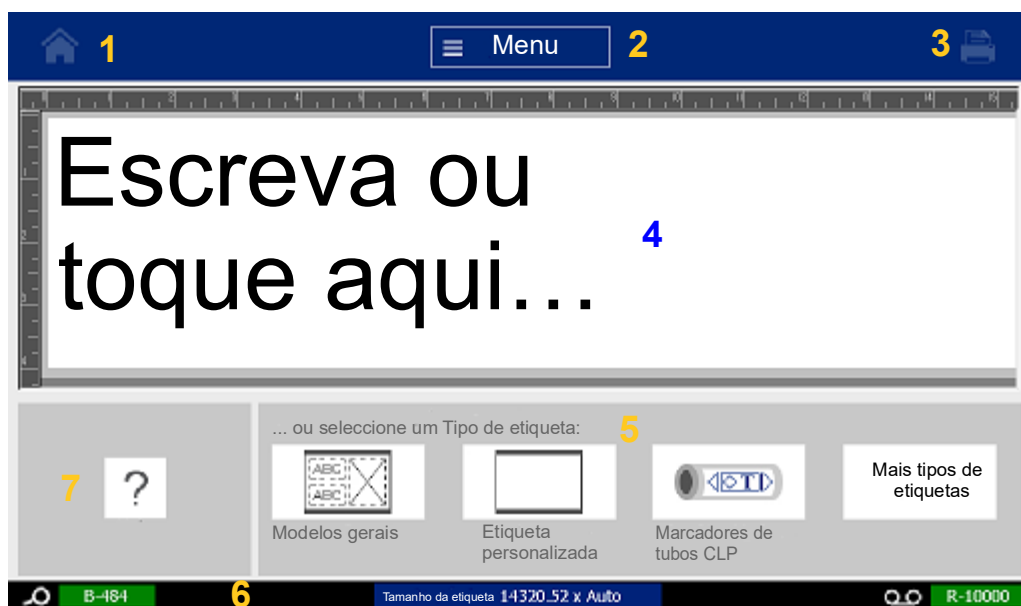 1
Menu 2
3
Escreva ou
toque aqui...
4
... ou seleccione um Tipo de etiqueta: 5
7 ?
ABC
ABC
Modelos gerais
Etiqueta
personalizada
Marcadores de
tubos CLP
Mais tipos de
etiquetas
B-484 6 Tamanho da etiqueta 14320.52 x Auto R-10000